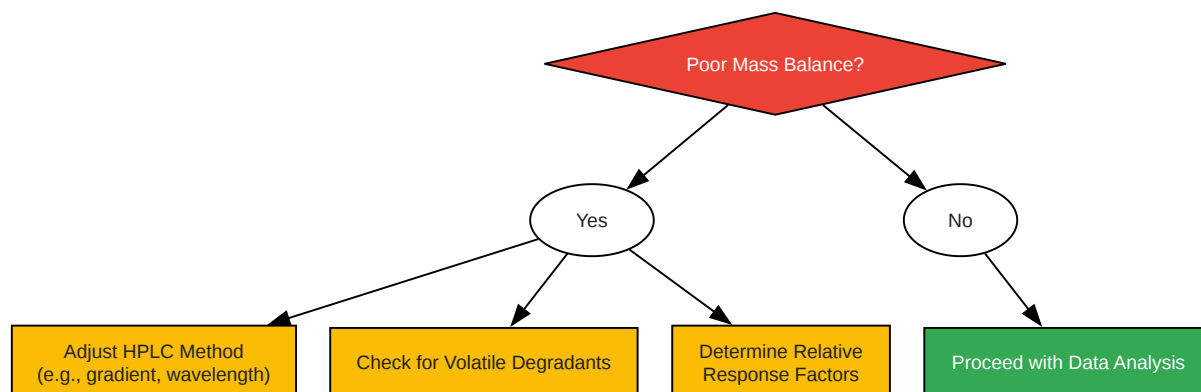 Poor Mass Balance?
Yes
No
Adjust HPLC Method
(e.g., gradient, wavelength)
Check for Volatile Degradants
Determine Relative
Response Factors
Proceed with Data Analysis